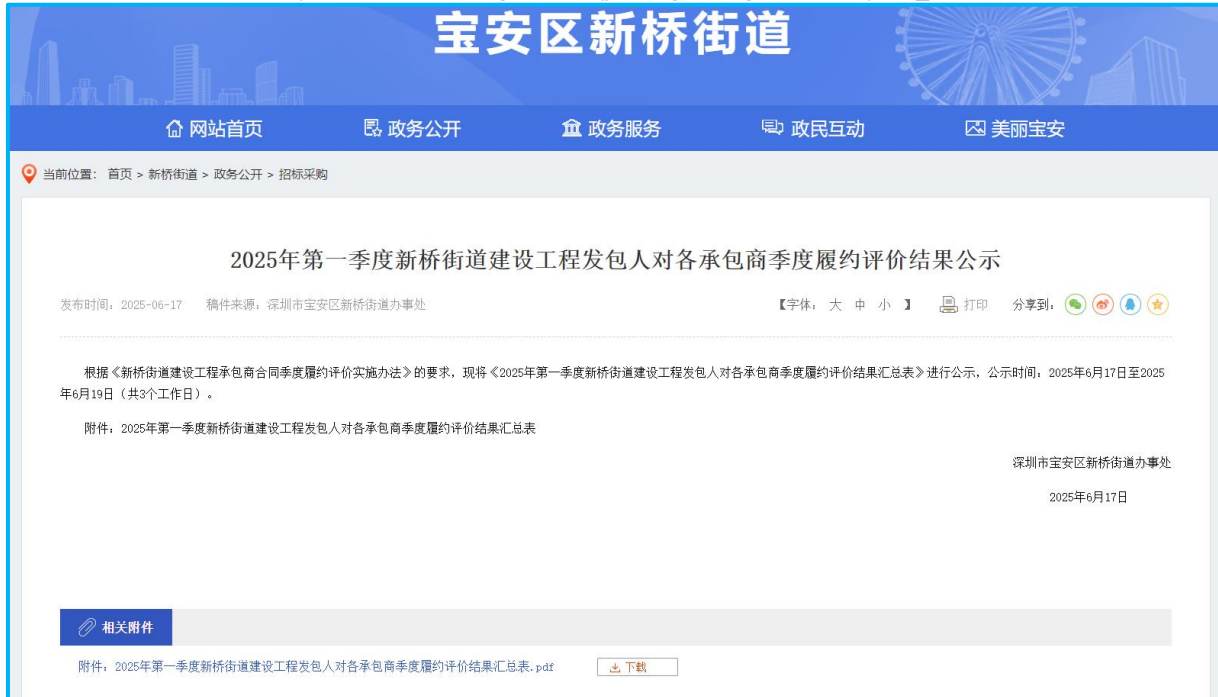 宝安区新桥街道
网站首页 政务公开 政务服务 政民互动 美丽宝安
当前位置： 首页 > 新桥街道 > 政务公开 > 招标采购
2025年第一季度新桥街道建设工程发包人对各承包商季度履约评价结果公示
发布时间：2025-06-17 稿件来源：深圳市宝安区新桥街道办事处 【字体： 大 中 小 】 打印 分享到：
根据《新桥街道建设工程承包商合同季度履约评价实施办法》的要求，现将《2025年第一季度新桥街道建设工程发包人对各承包商季度履约评价结果汇总表》进行公示，公示时间：2025年6月17日至2025
年6月19日（共3个工作日）。
附件：2025年第一季度新桥街道建设工程发包人对各承包商季度履约评价结果汇总表
深圳市宝安区新桥街道办事处
2025年6月17日
相关附件
附件：2025年第一季度新桥街道建设工程发包人对各承包商季度履约评价结果汇总表.pdf 下载